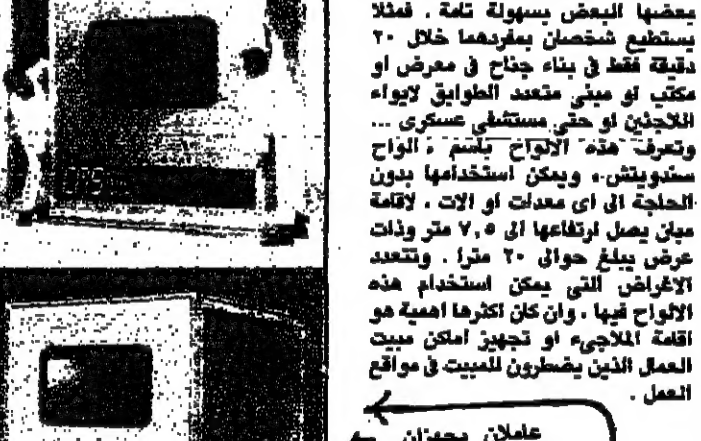 بعضها البعض بسهولة تامة . فمثلا
يستطيع شخصان بمفردهما خلال ٢٠
دقيقة فقط فى بناء جناح فى معرض او
مكتب او مبنى متعدد الطوابق لايواء
اللاجئين او حتى مستشفى عسكرى ...
وتعرف هذه الالواح باسم ، الواح
سندويتش، ويمكن استخدامها بدون
الحاجة الى اى معدات او الات . لاقامة
مبان يصل ارتفاعها الى ٧,٥ متر وذات
عرض يبلغ حوالى ٢٠ مترا . وتتعدد
الاغراض التى يمكن استخدام هذه
الالواح فيها . وان كان اكثرها اهمية هو
اقامة الملاجىء او تجهيز اماكن مبيت
العمال الذين يضطرون للمبيت فى مواقع
العمل .
عاملان يجهزان